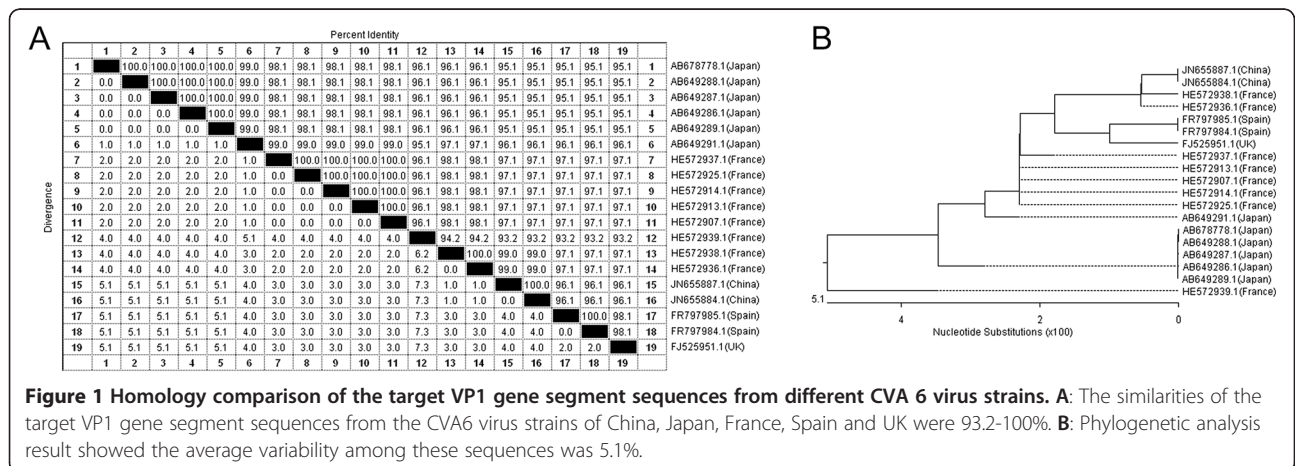 A
Percent Identity
1 2 3 4 5 6 7 8 9 10 11 12 13 14 15 16 17 18 19
1 100.0 100.0 100.0 100.0 99.0 98.1 98.1 98.1 98.1 98.1 96.1 96.1 96.1 95.1 95.1 95.1 95.1 95.1 1 AB678778.1(Japan)
2 0.0 100.0 100.0 100.0 99.0 98.1 98.1 98.1 98.1 98.1 96.1 96.1 96.1 95.1 95.1 95.1 95.1 95.1 2 AB649288.1(Japan)
3 0.0 0.0 100.0 100.0 99.0 98.1 98.1 98.1 98.1 98.1 96.1 96.1 96.1 95.1 95.1 95.1 95.1 95.1 3 AB649287.1(Japan)
4 0.0 0.0 0.0 100.0 99.0 98.1 98.1 98.1 98.1 98.1 96.1 96.1 96.1 95.1 95.1 95.1 95.1 95.1 4 AB649286.1(Japan)
5 0.0 0.0 0.0 0.0 99.0 98.1 98.1 98.1 98.1 98.1 96.1 96.1 96.1 95.1 95.1 95.1 95.1 95.1 5 AB649289.1(Japan)
6 1.0 1.0 1.0 1.0 1.0 99.0 99.0 99.0 99.0 99.0 95.1 97.1 97.1 96.1 96.1 96.1 96.1 96.1 6 AB649291.1(Japan)
7 2.0 2.0 2.0 2.0 2.0 1.0 100.0 100.0 100.0 100.0 96.1 98.1 98.1 97.1 97.1 97.1 97.1 97.1 7 HE572937.1(France)
8 2.0 2.0 2.0 2.0 2.0 1.0 0.0 100.0 100.0 100.0 96.1 98.1 98.1 97.1 97.1 97.1 97.1 97.1 8 HE572925.1(France)
9 2.0 2.0 2.0 2.0 2.0 1.0 0.0 0.0 100.0 100.0 96.1 98.1 98.1 97.1 97.1 97.1 97.1 97.1 9 HE572914.1(France)
10 2.0 2.0 2.0 2.0 2.0 1.0 0.0 0.0 0.0 100.0 96.1 98.1 98.1 97.1 97.1 97.1 97.1 97.1 10 HE572913.1(France)
11 2.0 2.0 2.0 2.0 2.0 1.0 0.0 0.0 0.0 0.0 96.1 98.1 98.1 97.1 97.1 97.1 97.1 97.1 11 HE572907.1(France)
12 4.0 4.0 4.0 4.0 4.0 5.1 4.0 4.0 4.0 4.0 4.0 94.2 94.2 93.2 93.2 93.2 93.2 93.2 12 HE572939.1(France)
13 4.0 4.0 4.0 4.0 4.0 3.0 2.0 2.0 2.0 2.0 2.0 6.2 100.0 99.0 99.0 97.1 97.1 97.1 13 HE572938.1(France)
14 4.0 4.0 4.0 4.0 4.0 3.0 2.0 2.0 2.0 2.0 2.0 6.2 0.0 99.0 99.0 97.1 97.1 97.1 14 HE572936.1(France)
15 5.1 5.1 5.1 5.1 5.1 4.0 3.0 3.0 3.0 3.0 3.0 7.3 1.0 1.0 100.0 96.1 96.1 96.1 15 JN655887.1(China)
16 5.1 5.1 5.1 5.1 5.1 4.0 3.0 3.0 3.0 3.0 3.0 7.3 1.0 1.0 0.0 96.1 96.1 96.1 16 JN655884.1(China)
17 5.1 5.1 5.1 5.1 5.1 4.0 3.0 3.0 3.0 3.0 3.0 7.3 3.0 3.0 4.0 4.0 100.0 98.1 17 FR797985.1(Spain)
18 5.1 5.1 5.1 5.1 5.1 4.0 3.0 3.0 3.0 3.0 3.0 7.3 3.0 3.0 4.0 4.0 0.0 98.1 18 FR797984.1(Spain)
19 5.1 5.1 5.1 5.1 5.1 4.0 3.0 3.0 3.0 3.0 3.0 7.3 3.0 3.0 4.0 4.0 2.0 2.0 19 FJ525951.1(UK)
1 2 3 4 5 6 7 8 9 10 11 12 13 14 15 16 17 18 19
Divergence
B
JN655887.1(China)
JN655884.1(China)
HE572938.1(France)
HE572936.1(France)
FR797985.1(Spain)
FR797984.1(Spain)
FJ525951.1(UK)
HE572937.1(France)
HE572913.1(France)
HE572907.1(France)
HE572914.1(France)
HE572925.1(France)
AB649291.1(Japan)
AB678778.1(Japan)
AB649288.1(Japan)
AB649287.1(Japan)
AB649286.1(Japan)
AB649289.1(Japan)
HE572939.1(France)
5.1
4 2 0
Nucleotide Substitutions (x100)
Figure 1 Homology comparison of the target VP1 gene segment sequences from different CVA 6 virus strains. A: The similarities of the
target VP1 gene segment sequences from the CVA6 virus strains of China, Japan, France, Spain and UK were 93.2-100%. B: Phylogenetic analysis
result showed the average variability among these sequences was 5.1%.